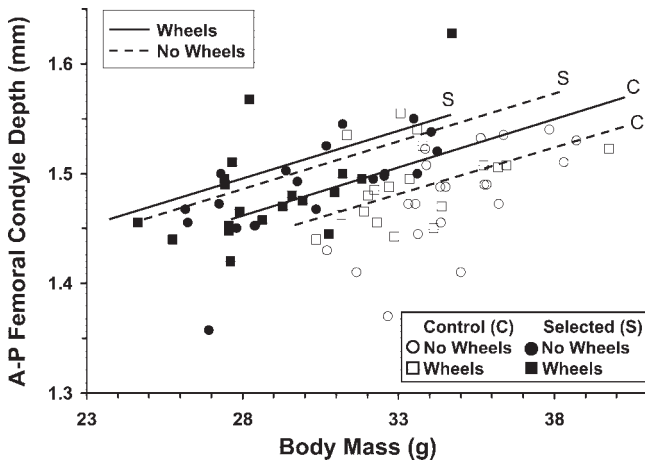 Wheels
No Wheels
S
S
C
C
A-P Femoral Condyle Depth (mm)
1.6
1.5
1.4
1.3
Control (C) Selected (S)
No Wheels No Wheels
Wheels Wheels
23 28 33 38
Body Mass (g)